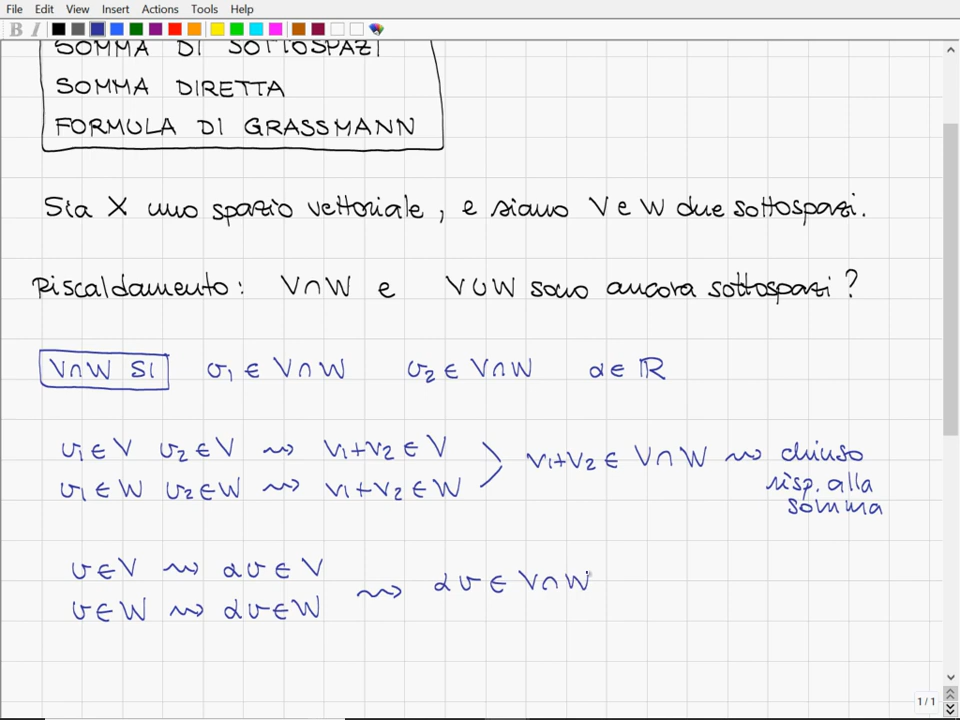 File Edit View Insert Actions Tools Help
B I
SOMMA DI SOTTOSPAZI
SOMMA DIRETTA
FORMULA DI GRASSMANN
Sia X uno spazio vettoriale, e siano V e W due sottospazi.
Riscaldamento: V∩W e V∪W sono ancora sottospazi?
V∩W SI v₁ ∈ V∩W v₂ ∈ V∩W α ∈ ℝ
v₁ ∈ V v₂ ∈ V ⇝ v₁+v₂ ∈ V
v₁ ∈ W v₂ ∈ W ⇝ v₁+v₂ ∈ W
v₁+v₂ ∈ V∩W ⇝ chiuso
risp. alla
somma
v ∈ V ⇝ αv ∈ V
v ∈ W ⇝ αv ∈ W
⇝ αv ∈ V∩W
1/1